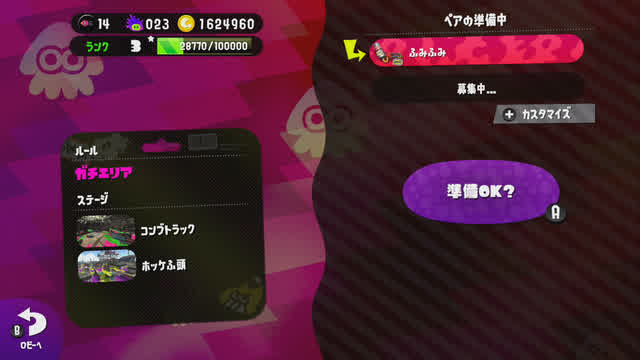 14 023 1624960
ランク 3 28770/100000
ルール
ガチエリア
ステージ
コンブトラック
ホッケふ頭
B
ロビーへ
ペアの準備中
ふみふみ
募集中...
カスタマイズ
準備OK?
A